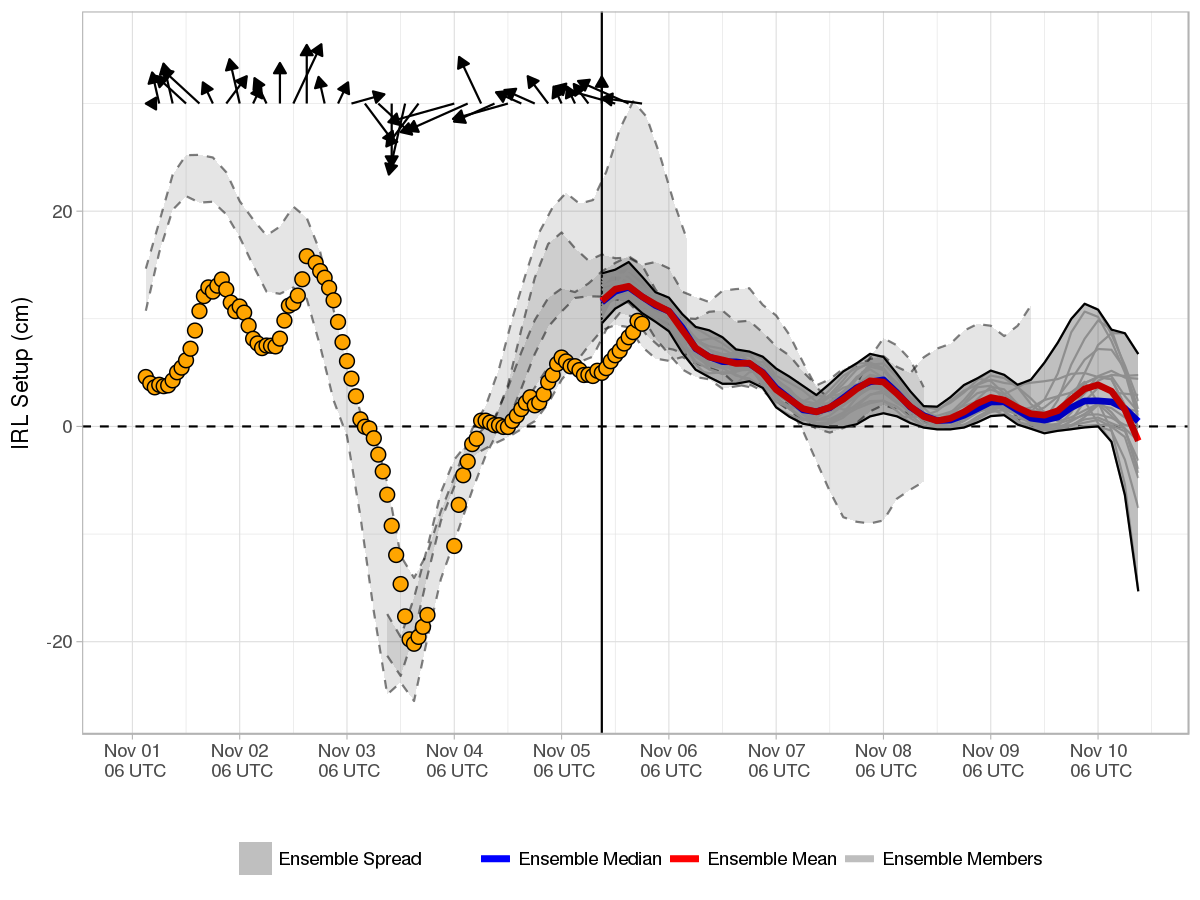 IRL Setup (cm)
20
0
-20
Nov 01 Nov 02 Nov 03 Nov 04 Nov 05 Nov 06 Nov 07 Nov 08 Nov 09 Nov 10
06 UTC 06 UTC 06 UTC 06 UTC 06 UTC 06 UTC 06 UTC 06 UTC 06 UTC 06 UTC
Ensemble Spread Ensemble Median Ensemble Mean Ensemble Members